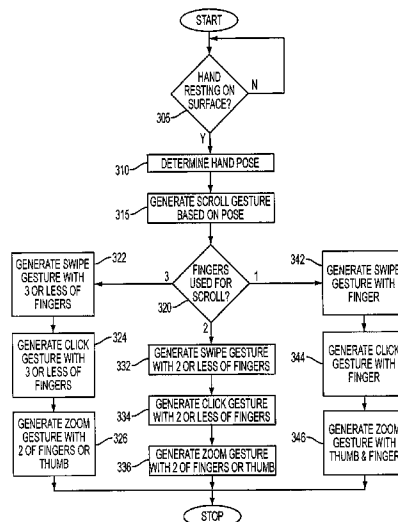 START
HAND
RESTING ON
SURFACE?
N
305
Y
310
DETERMINE HAND POSE
315
GENERATE SCROLL GESTURE
BASED ON POSE
322
GENERATE SWIPE
GESTURE WITH
3 OR LESS OF
FINGERS
3
FINGERS
USED FOR
SCROLL?
1
320
2
342
GENERATE SWIPE
GESTURE WITH
FINGER
324
GENERATE CLICK
GESTURE WITH
3 OR LESS OF
FINGERS
332
GENERATE SWIPE
GESTURE WITH 2 OR LESS OF FINGERS
344
GENERATE CLICK
GESTURE WITH
FINGER
334
GENERATE CLICK GESTURE
WITH 2 OR LESS OF FINGERS
GENERATE ZOOM
GESTURE WITH
2 OF FINGERS
OR THUMB
326
336
GENERATE ZOOM GESTURE
WITH 2 OF FINGERS OR THUMB
346
GENERATE ZOOM
GESTURE WITH
THUMB & FINGER
STOP